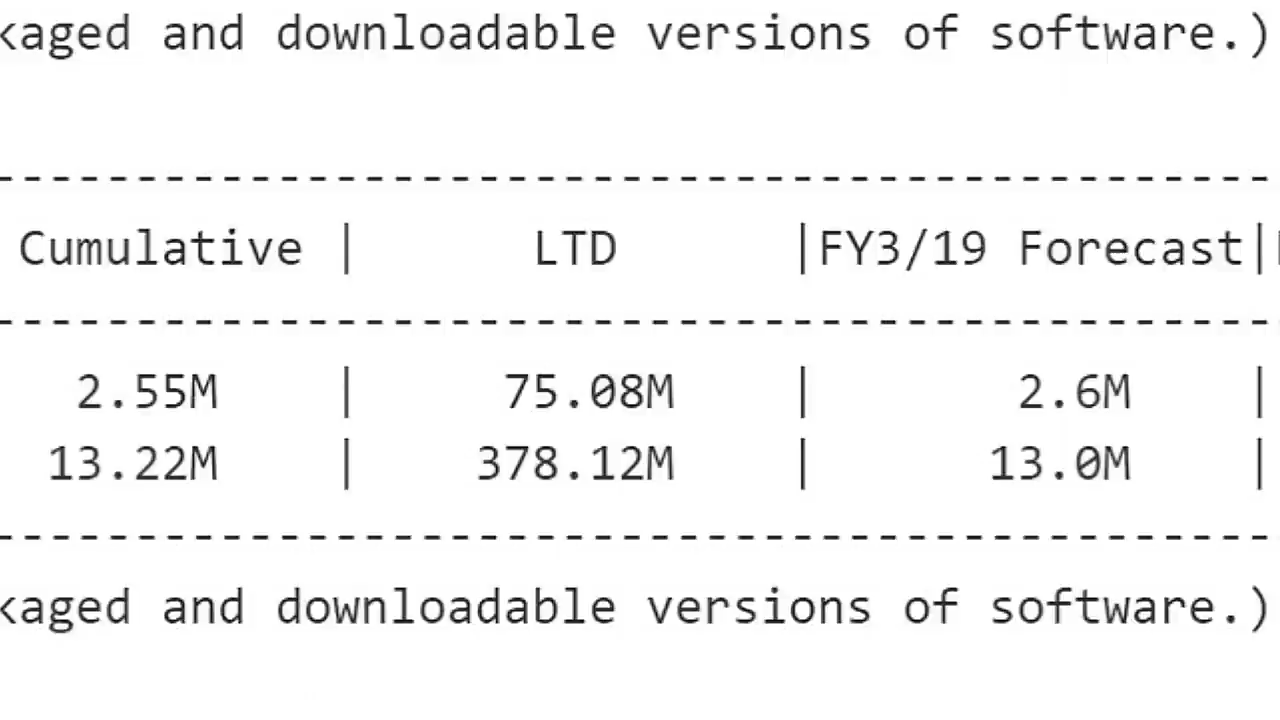 kaged and downloadable versions of software.)
--------------------------------------------
Cumulative | LTD |FY3/19 Forecast|
--------------------------------------------
2.55M | 75.08M | 2.6M |
13.22M | 378.12M | 13.0M |
--------------------------------------------
kaged and downloadable versions of software.)